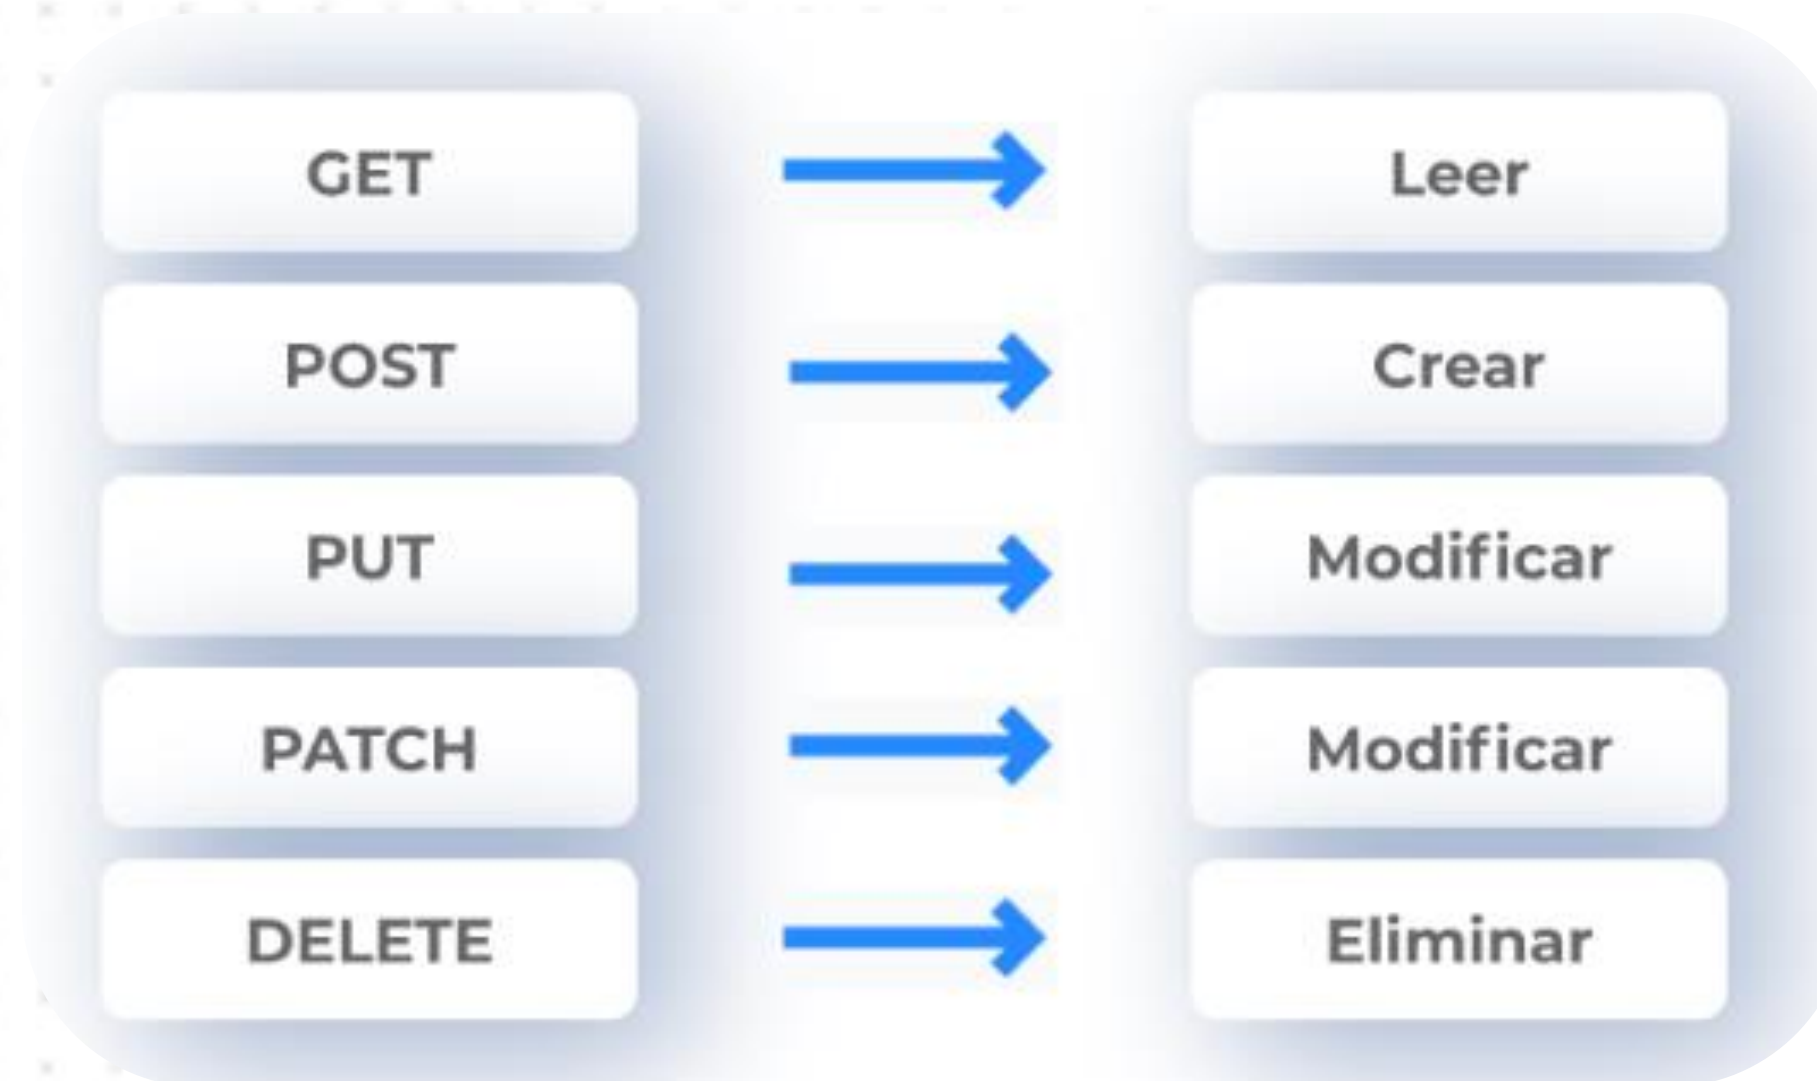 GET
Leer
POST
Crear
PUT
Modificar
PATCH
Modificar
DELETE
Eliminar